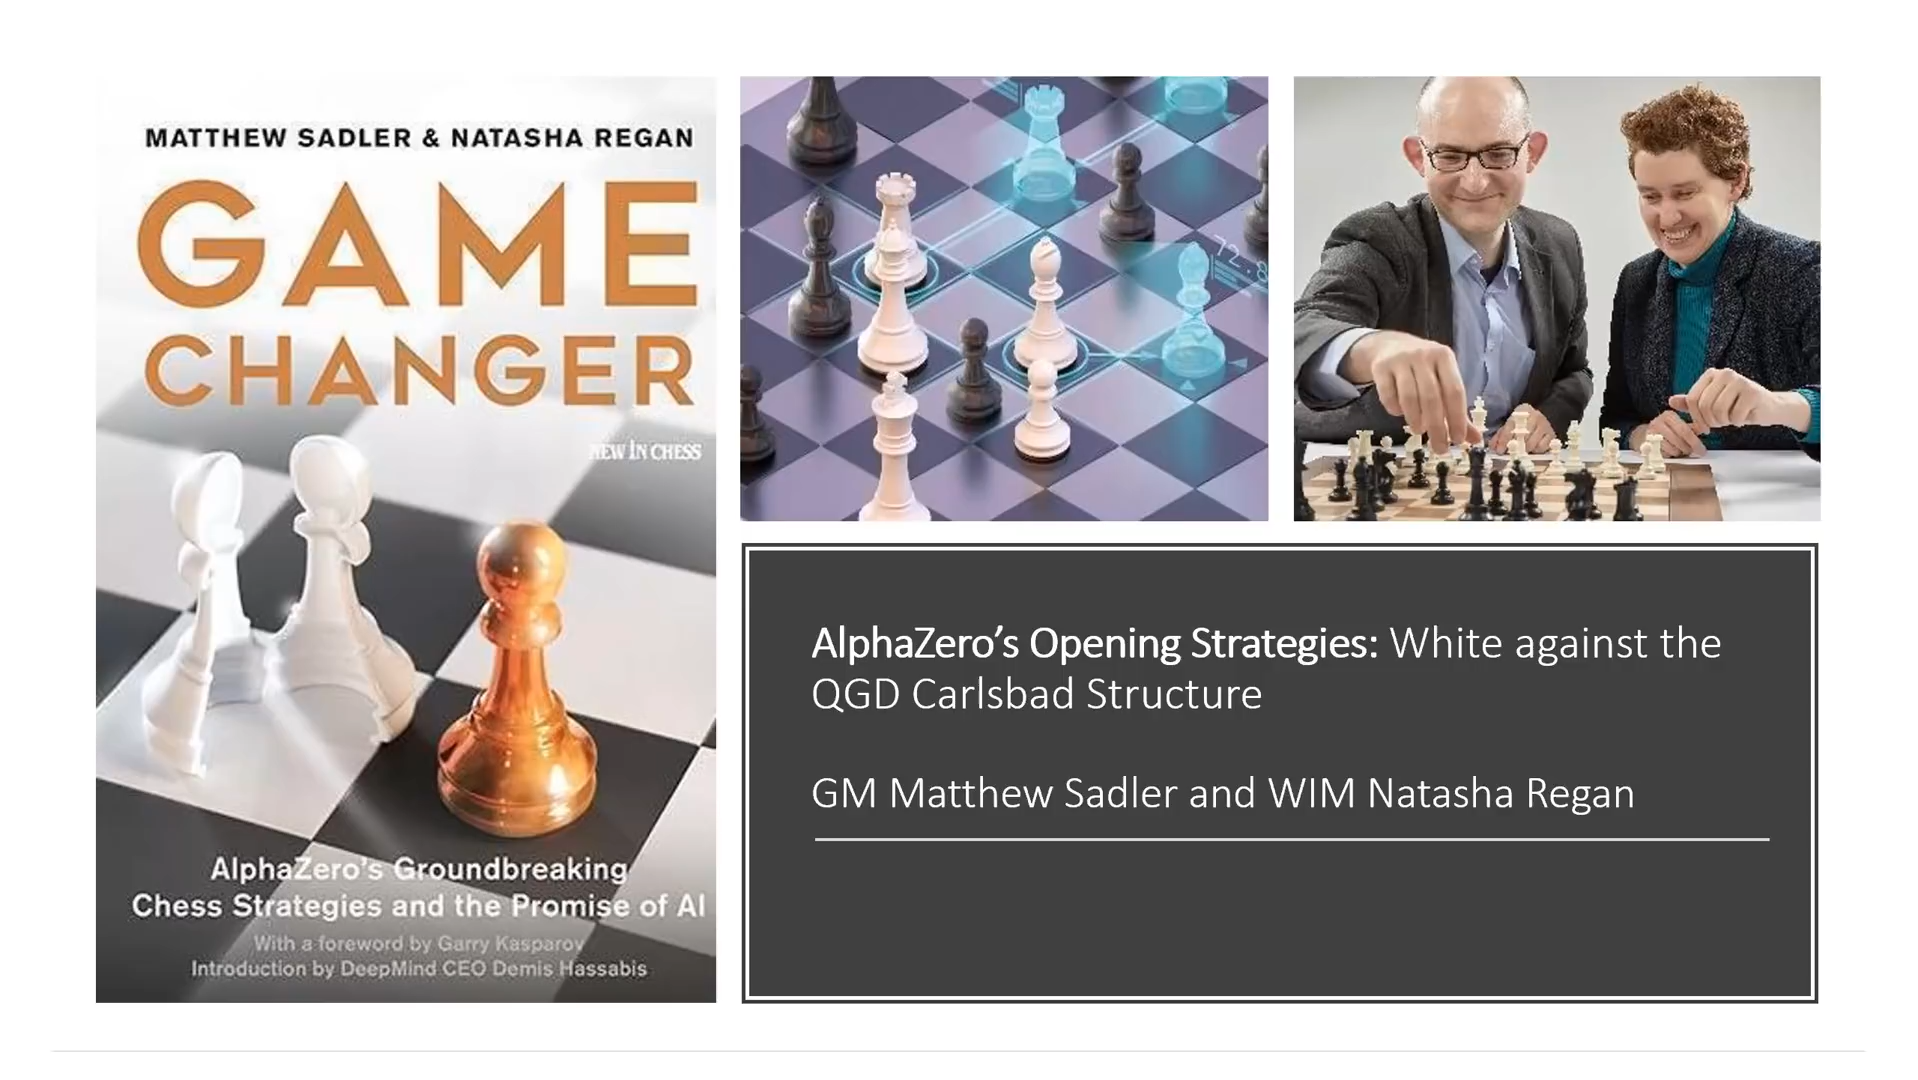 MATTHEW SADLER & NATASHA REGAN
GAME
CHANGER
NEW IN CHESS
AlphaZero's Groundbreaking
Chess Strategies and the Promise of AI
With a foreword by Garry Kasparov
Introduction by DeepMind CEO Demis Hassabis
72.8
AlphaZero’s Opening Strategies: White against the
QGD Carlsbad Structure
GM Matthew Sadler and WIM Natasha Regan